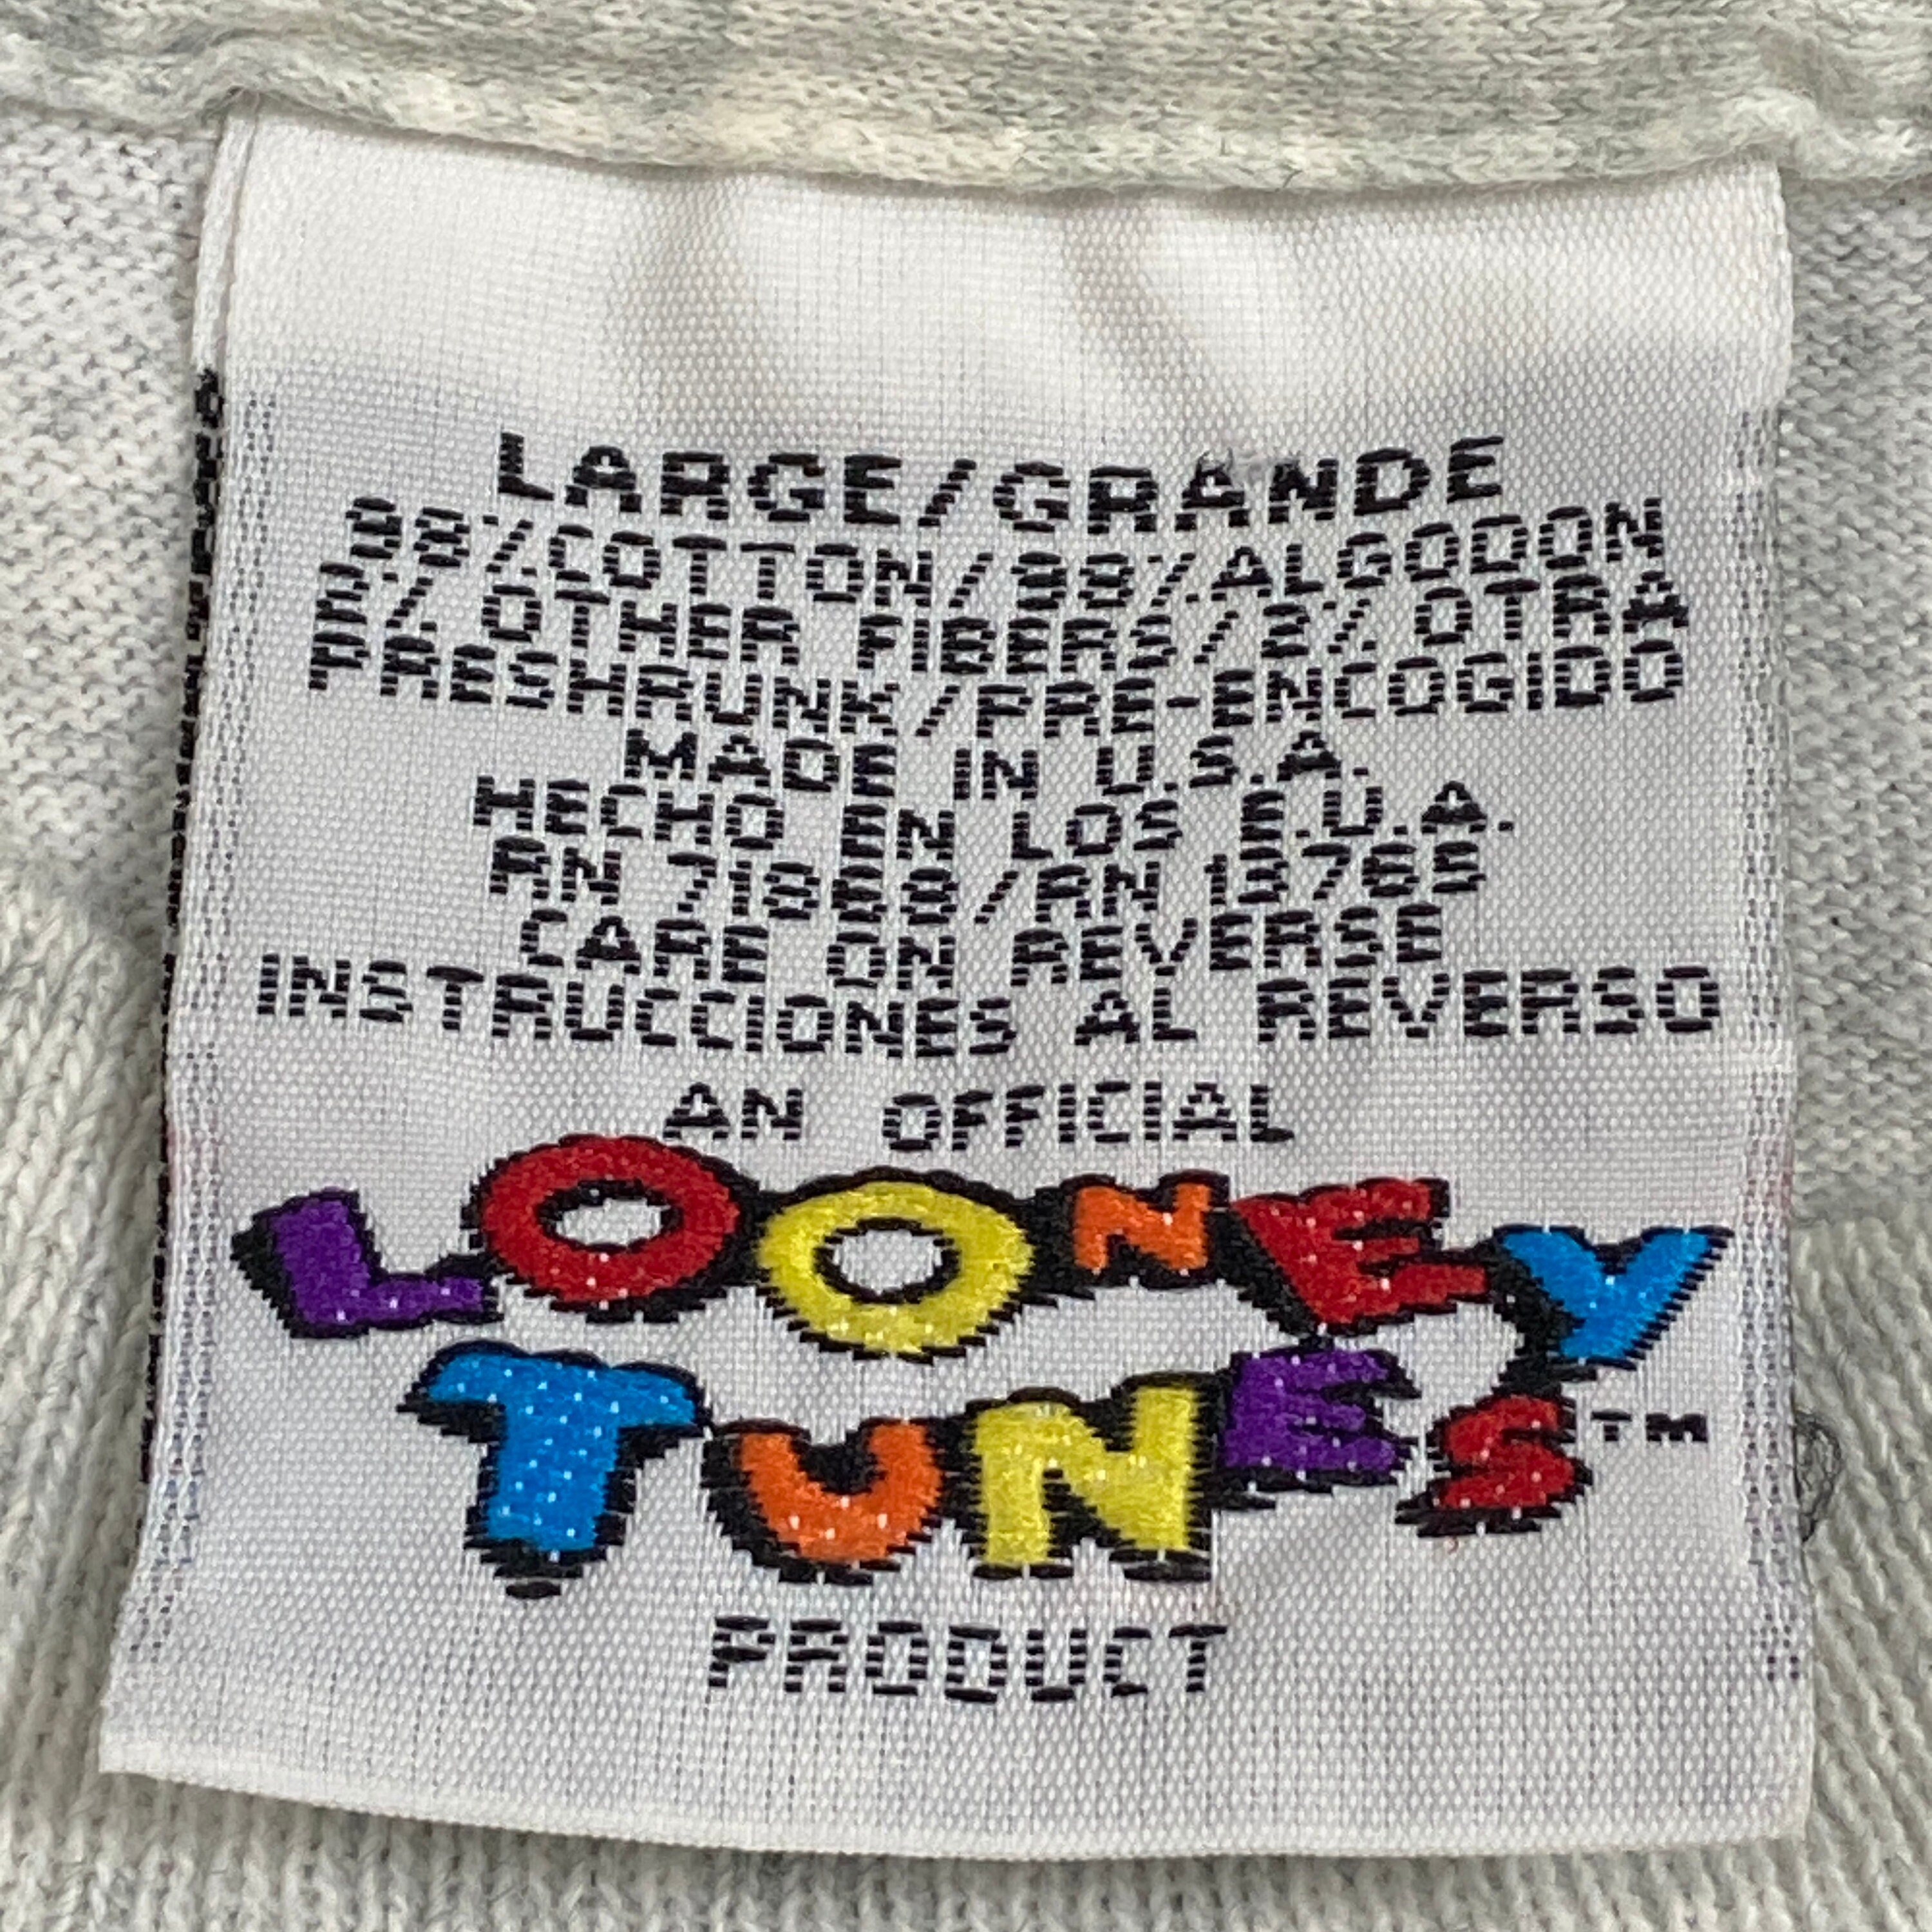 LARGE/GRANDE
98%COTTON/98%ALGODON
2% OTHER FIBERS/2% OTRA
PRESHRUNK/PRE-ENCOGIDO
MADE IN U.S.A.
HECHO EN LOS E.U.A.
RN 71868/RN 13765
CARE ON REVERSE
INSTRUCCIONES AL REVERSO
AN OFFICIAL
LOONEY
TUNES™
PRODUCT